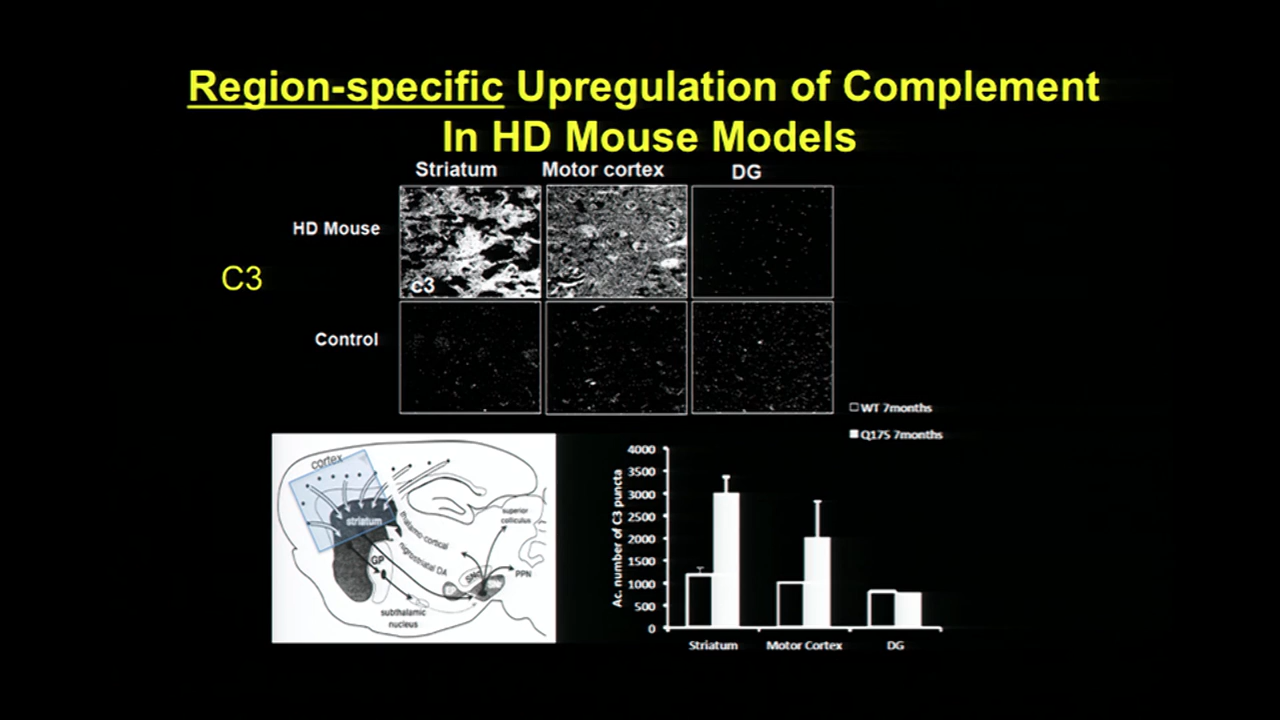 Region-specific Upregulation of Complement
In HD Mouse Models
Striatum Motor cortex DG
HD Mouse
C3
c3
Control
WT 7months
Q175 7months
cortex
striatum
thalamo-cortical
nigrostriatal DA
GP
superior
colliculus
SNc
PPN
subthalamic
nucleus
Ac. number of C3 puncta
4000
3500
3000
2500
2000
1500
1000
500
0
Striatum Motor Cortex DG